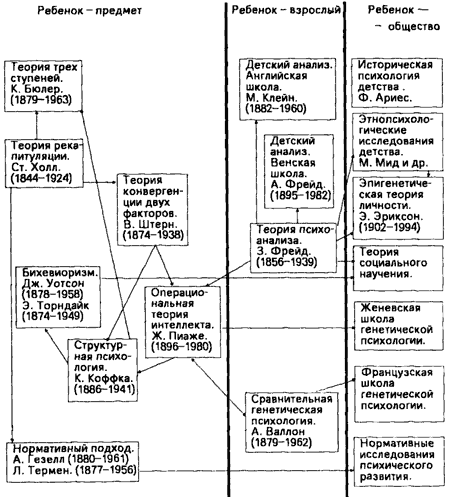 Ребенок – предмет
Ребенок – взрослый
Ребенок —
– общество
Теория трех
ступеней.
К. Бюлер.
(1879–1963)
Теория река-
питуляции.
Ст. Холл.
(1844–1924)
Теория
конверген-
ции двух
факторов.
В. Штерн.
(1874–1938)
Бихевиоризм.
Дж. Уотсон
(1878–1958)
Э. Торндайк
(1874–1949)
Операцио-
нальная
теория
интеллекта.
Ж. Пиаже.
(1896–1980)
Структур-
ная психо-
логия.
К. Коффка.
(1886–1941)
Нормативный подход.
А. Гезелл (1880–1961)
Л. Термен. (1877–1956)
Детский анализ.
Английская
школа.
М. Клейн.
(1882–1960)
Детский
анализ.
Венская
школа.
А. Фрейд.
(1895–1982)
Теория психо-
анализа.
З. Фрейд.
(1856–1939)
Сравнительная
генетическая
психология.
А. Валлон
(1879–1962)
Историческая
психология
детства .
Ф. Ариес.
Этнопсихоло-
гические
исследования
детства.
М. Мид и др.
Эпигенетичес-
кая теория
личности.
Э. Эриксон.
(1902–1994)
Теория
социального
научения.
Женевская
школа
генетической
психологии.
Французская
школа
генетической
психологии.
Нормативные
исследования
психического
развития.